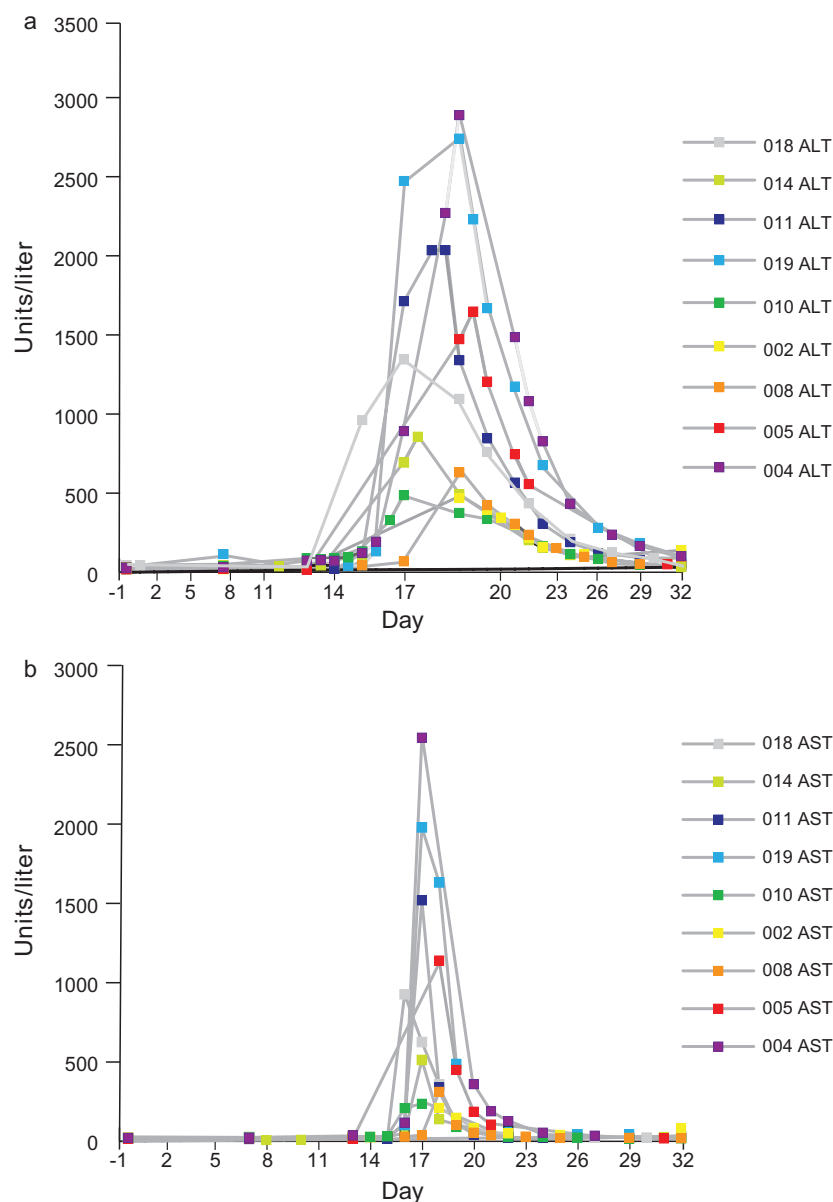 a
3500
3000
2500
2000
1500
1000
500
0
Units/liter
-1 2 5 8 11 14 17 20 23 26 29 32
Day
018 ALT
014 ALT
011 ALT
019 ALT
010 ALT
002 ALT
008 ALT
005 ALT
004 ALT
b
3000
2500
2000
1500
1000
500
0
Units/liter
-1 2 5 8 11 14 17 20 23 26 29 32
Day
018 AST
014 AST
011 AST
019 AST
010 AST
002 AST
008 AST
005 AST
004 AST